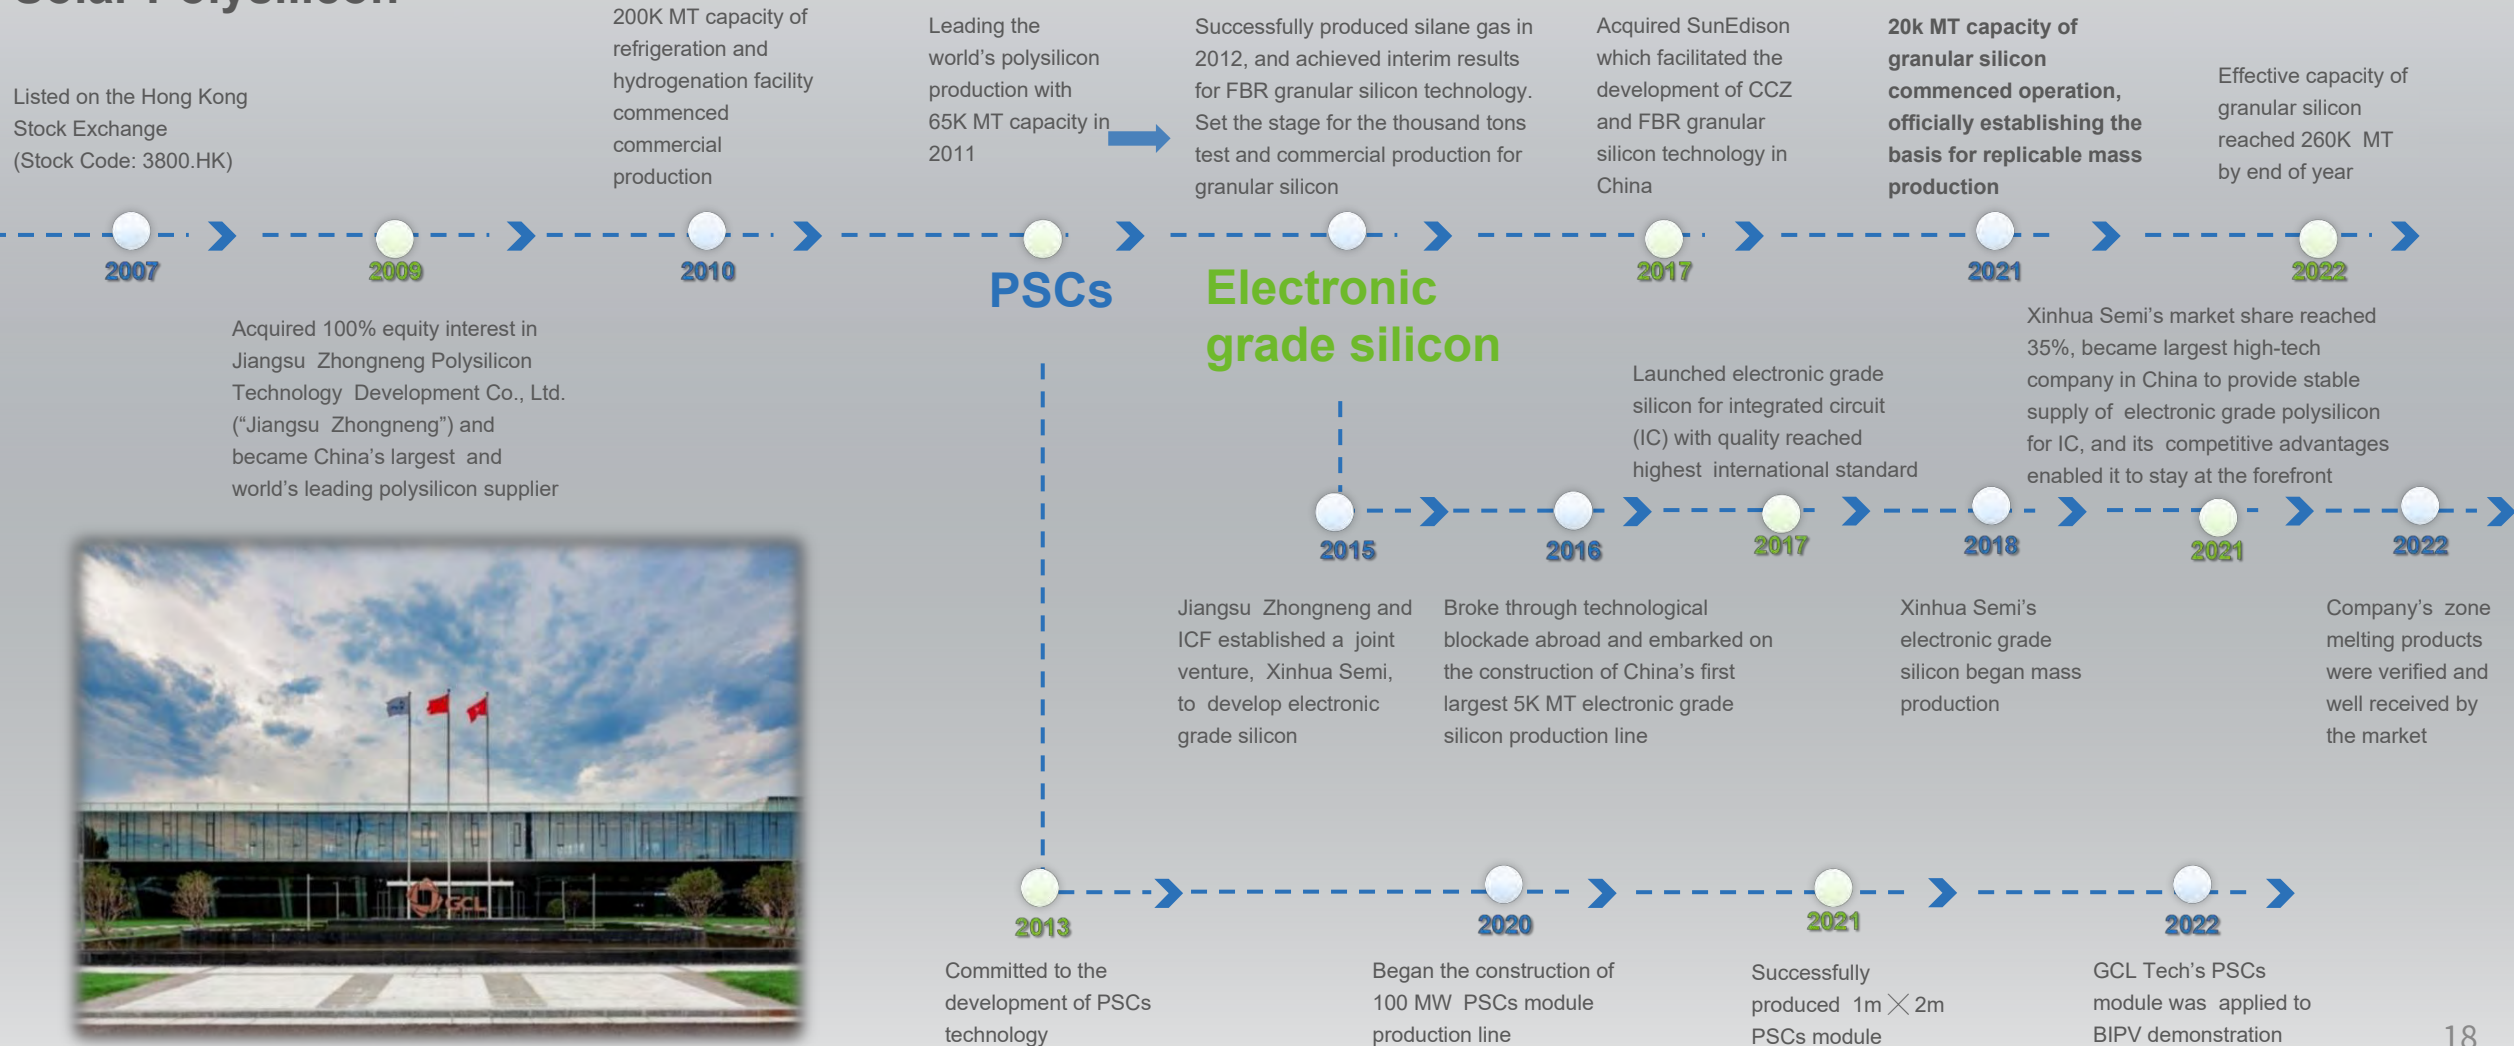 Solar Polysilicon
Listed on the Hong Kong
Stock Exchange
(Stock Code: 3800.HK)
200K MT capacity of
refrigeration and
hydrogenation facility
commenced
commercial
production
Leading the
world's polysilicon
production with
65K MT capacity in
2011
Successfully produced silane gas in
2012, and achieved interim results
for FBR granular silicon technology.
Set the stage for the thousand tons
test and commercial production for
granular silicon
Acquired SunEdison
which facilitated the
development of CCZ
and FBR granular
silicon technology in
China
20k MT capacity of
granular silicon
commenced operation,
officially establishing the
basis for replicable mass
production
Effective capacity of
granular silicon
reached 260K MT
by end of year
2007
2009
2010
2017
2021
2022
Acquired 100% equity interest in
Jiangsu Zhongneng Polysilicon
Technology Development Co., Ltd.
(“Jiangsu Zhongneng”) and
became China's largest and
world's leading polysilicon supplier
PSCs
Electronic
grade silicon
Launched electronic grade
silicon for integrated circuit
(IC) with quality reached
highest international standard
Xinhua Semi's market share reached
35%, became largest high-tech
company in China to provide stable
supply of electronic grade polysilicon
for IC, and its competitive advantages
enabled it to stay at the forefront
2015
2016
2017
2018
2021
2022
Jiangsu Zhongneng and
ICF established a joint
venture, Xinhua Semi,
to develop electronic
grade silicon
Broke through technological
blockade abroad and embarked on
the construction of China's first
largest 5K MT electronic grade
silicon production line
Xinhua Semi's
electronic grade
silicon began mass
production
Company's zone
melting products
were verified and
well received by
the market
GCL
2013
2020
2021
2022
Committed to the
development of PSCs
technology
Began the construction of
100 MW PSCs module
production line
Successfully
produced 1m × 2m
PSCs module
GCL Tech's PSCs
module was applied to
BIPV demonstration
18